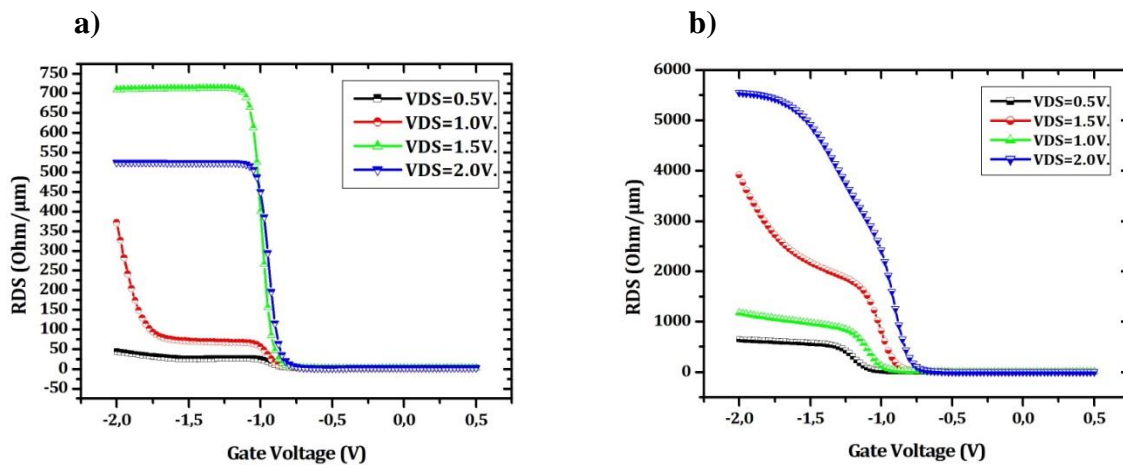 a)
750
700
650
600
550
500
450
400
350
300
250
200
150
100
50
0
-50
RDS (Ohm/µm)
VDS=0.5V.
VDS=1.0V.
VDS=1.5V.
VDS=2.0V.
-2,0 -1,5 -1,0 -0,5 0,0 0,5
Gate Voltage (V)
b)
6000
5000
4000
3000
2000
1000
0
RDS (Ohm/µm)
VDS=0.5V.
VDS=1.5V.
VDS=1.0V.
VDS=2.0V.
-2,0 -1,5 -1,0 -0,5 0,0 0,5
Gate Voltage (V)